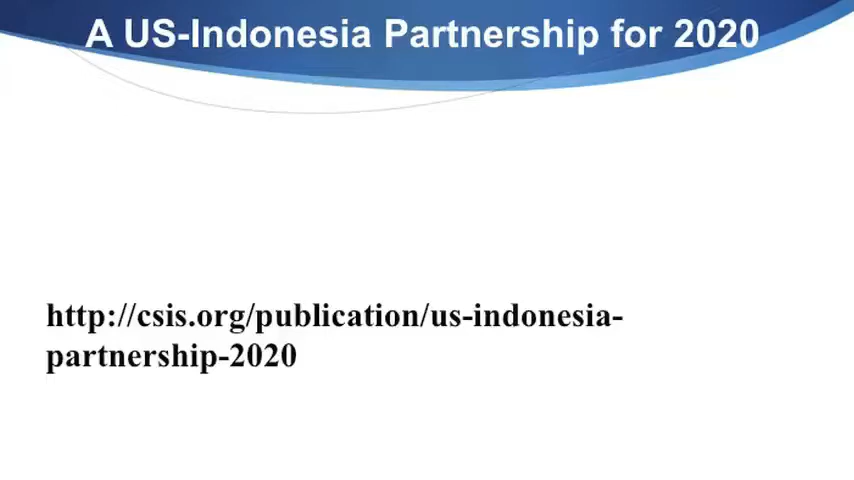 A US-Indonesia Partnership for 2020
http://csis.org/publication/us-indonesia-
partnership-2020